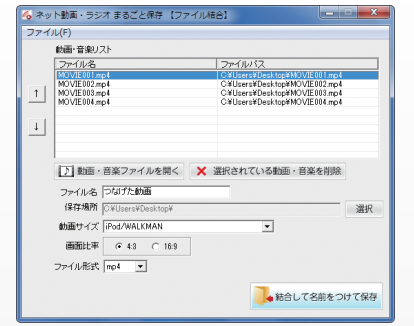 ネット動画・ラジオ まるごと保存 【ファイル結合】
ファイル(F)
動画・音楽リスト
ファイル名 ファイルパス
MOVIE001.mp4 C:¥Users¥Desktop¥MOVIE001.mp4
MOVIE002.mp4 C:¥Users¥Desktop¥MOVIE002.mp4
MOVIE003.mp4 C:¥Users¥Desktop¥MOVIE003.mp4
MOVIE004.mp4 C:¥Users¥Desktop¥MOVIE004.mp4
↑
↓
動画・音楽ファイルを開く 選択されている動画・音楽を削除
ファイル名 つなげた動画
保存場所 C:¥Users¥Desktop¥ 選択
動画サイズ iPod/WALKMAN
画面比率 4:3 16:9
ファイル形式 mp4
結合して名前をつけて保存